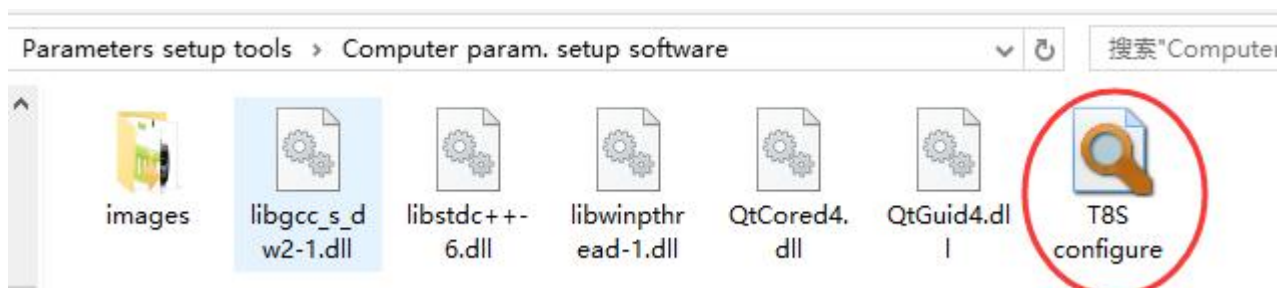 Parameters setup tools › Computer param. setup software
搜索"Computer
images
libgcc_s_d
w2-1.dll
libstdc++-
6.dll
libwinpthr
ead-1.dll
QtCored4.
dll
QtGuid4.dl
l
T8S
configure